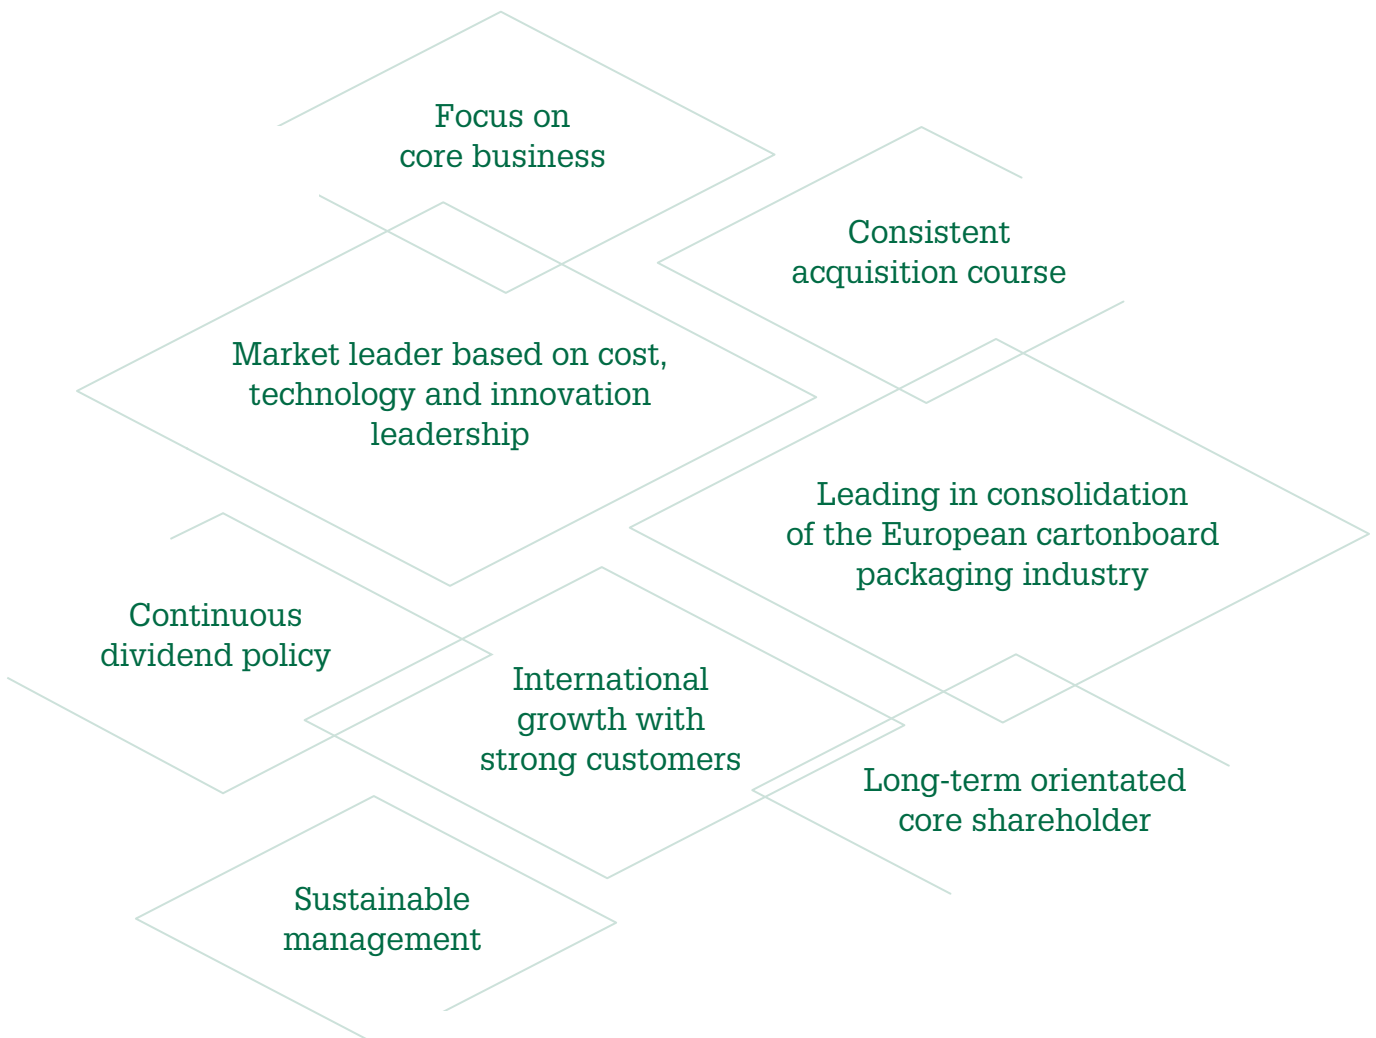 Focus on
core business
Consistent
acquisition course
Market leader based on cost,
technology and innovation
leadership
Leading in consolidation
of the European cartonboard
packaging industry
Continuous
dividend policy
International
growth with
strong customers
Long-term orientated
core shareholder
Sustainable
management